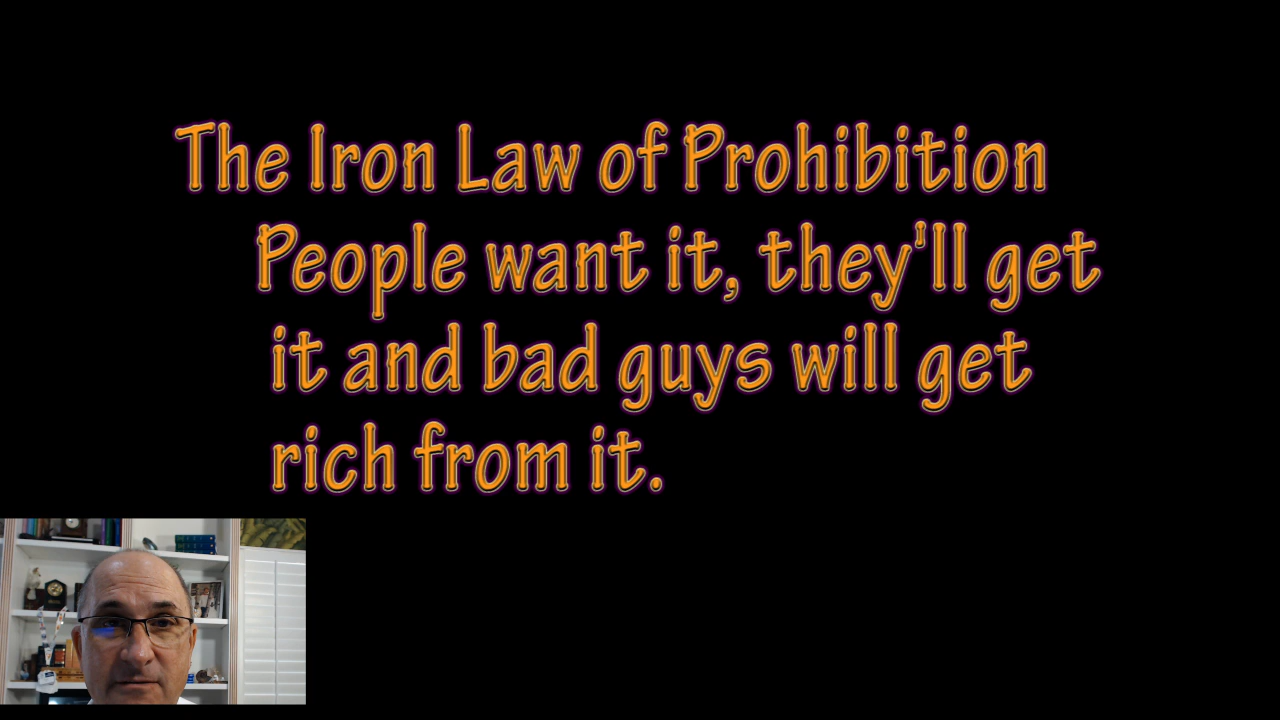 The Iron Law of Prohibition
People want it, they'll get
it and bad guys will get
rich from it.